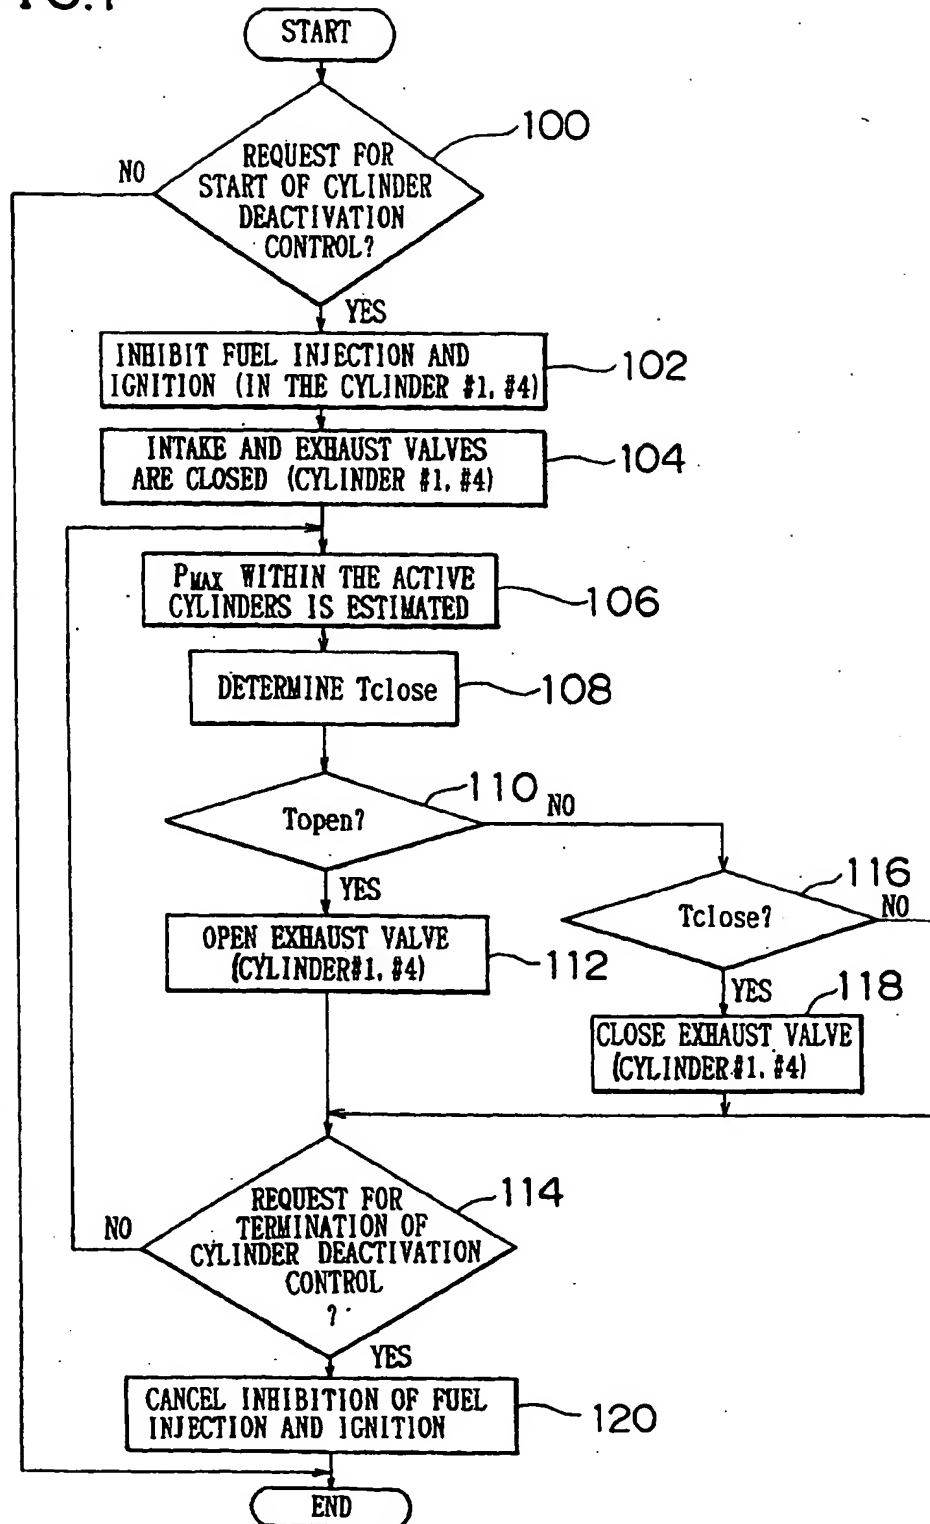 START
100
REQUEST FOR
START OF CYLINDER
DEACTIVATION
CONTROL?
NO
YES
INHIBIT FUEL INJECTION AND
IGNITION (IN THE CYLINDER #1, #4)
102
INTAKE AND EXHAUST VALVES
ARE CLOSED (CYLINDER #1, #4)
104
PMAX WITHIN THE ACTIVE
CYLINDERS IS ESTIMATED
106
DETERMINE Tclose
108
110
Topen?
NO
YES
116
Tclose?
NO
YES
OPEN EXHAUST VALVE
(CYLINDER#1, #4)
112
118
CLOSE EXHAUST VALVE
(CYLINDER#1, #4)
114
REQUEST FOR
TERMINATION OF
CYLINDER DEACTIVATION
CONTROL
?
NO
YES
CANCEL INHIBITION OF FUEL
INJECTION AND IGNITION
120
END